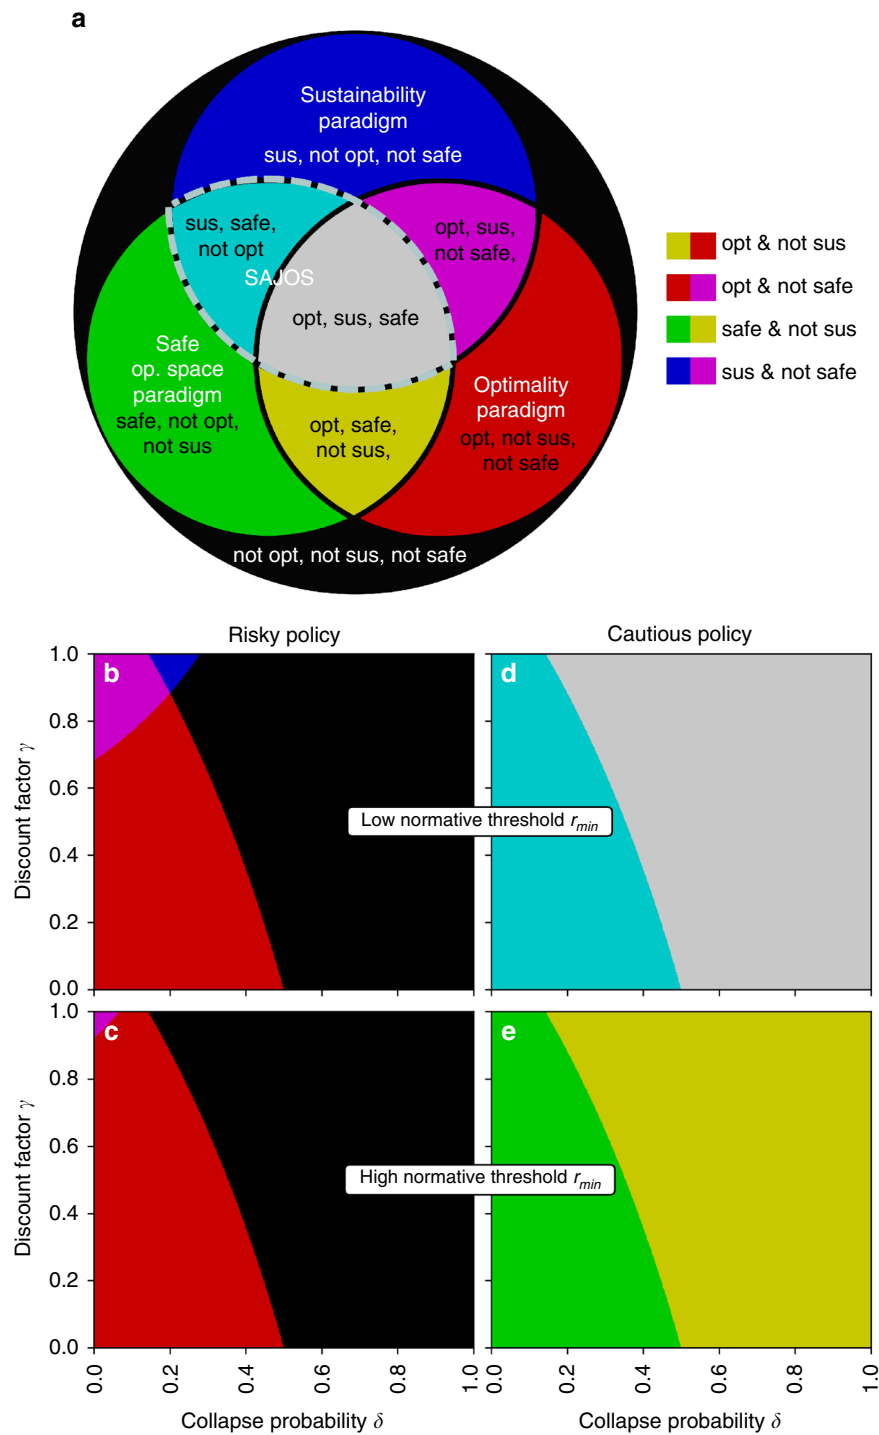 a
Sustainability
paradigm
sus, not opt, not safe
sus, safe,
not opt
opt, sus,
not safe,
SAJOS
opt, sus, safe
Safe
op. space
paradigm
safe, not opt,
not sus
Optimality
paradigm
opt, not sus,
not safe
opt, safe,
not sus,
not opt, not sus, not safe
opt & not sus
opt & not safe
safe & not sus
sus & not safe
Risky policy
Cautious policy
b
d
1.0
0.8
0.6
0.4
0.2
0.0
Discount factor γ
Low normative threshold rmin
c
e
1.0
0.8
0.6
0.4
0.2
0.0
Discount factor γ
High normative threshold rmin
0.0 0.2 0.4 0.6 0.8 1.0
0.0 0.2 0.4 0.6 0.8 1.0
Collapse probability δ
Collapse probability δ